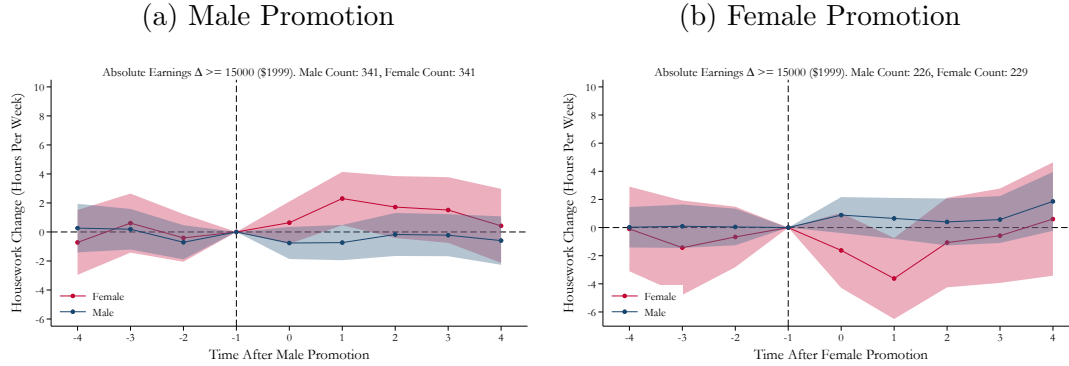 (a) Male Promotion
Absolute Earnings Δ >= 15000 ($1999). Male Count: 341, Female Count: 341
Housework Change (Hours Per Week)
10
8
6
4
2
0
-2
-4
-6
Female
Male
-4 -3 -2 -1 0 1 2 3 4
Time After Male Promotion
(b) Female Promotion
Absolute Earnings Δ >= 15000 ($1999). Male Count: 226, Female Count: 229
Housework Change (Hours Per Week)
10
8
6
4
2
0
-2
-4
-6
Female
Male
-4 -3 -2 -1 0 1 2 3 4
Time After Female Promotion